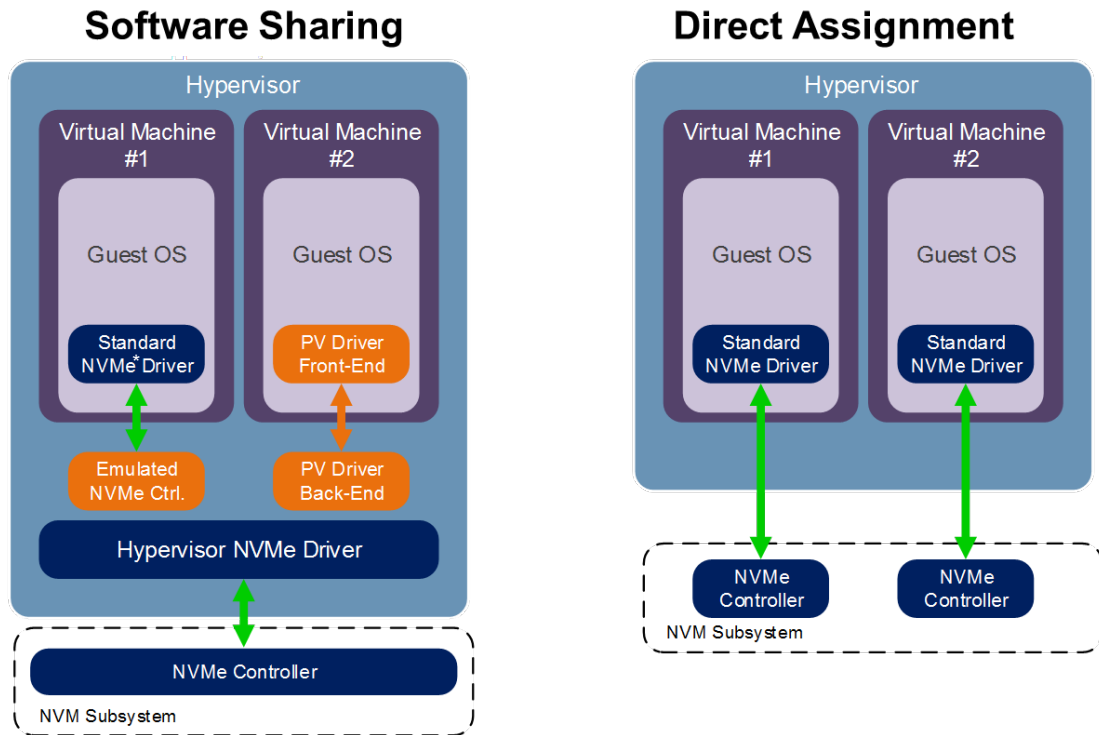 Software Sharing
Hypervisor
Virtual Machine
#1
Guest OS
Standard
NVMe* Driver
Emulated
NVMe Ctrl.
Virtual Machine
#2
Guest OS
PV Driver
Front-End
PV Driver
Back-End
Hypervisor NVMe Driver
NVMe Controller
NVM Subsystem
Direct Assignment
Hypervisor
Virtual Machine
#1
Guest OS
Standard
NVMe Driver
Virtual Machine
#2
Guest OS
Standard
NVMe Driver
NVMe
Controller
NVMe
Controller
NVM Subsystem